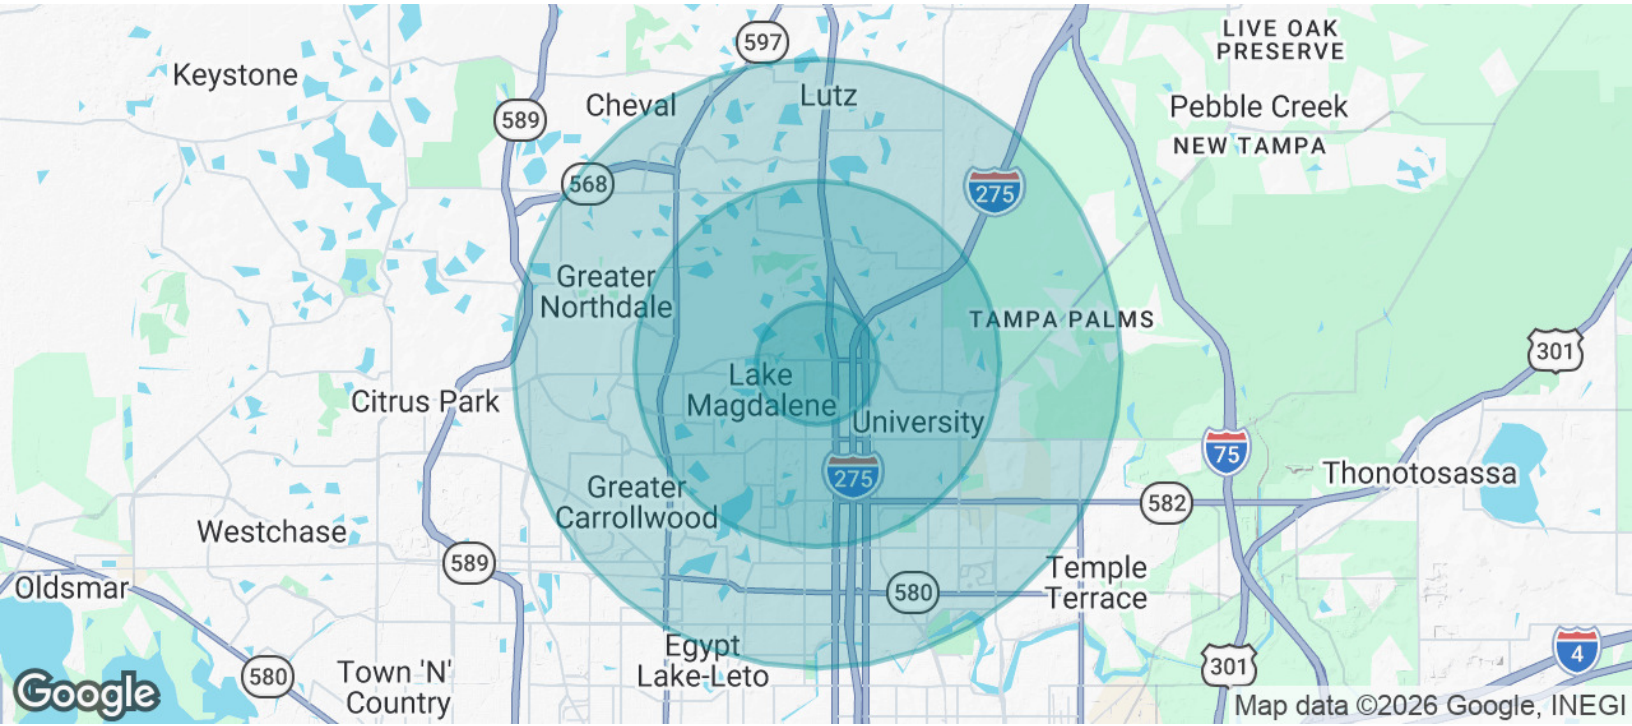 LIVE OAK
PRESERVE
597
Keystone
Cheval
Lutz
Pebble Creek
589
NEW TAMPA
568
275
Greater
Northdale
TAMPA PALMS
301
Lake
Magdalene
Citrus Park
University
75
275
Thonotosassa
Greater
Carrollwood
582
Westchase
589
Temple
Terrace
Oldsmar
580
Egypt
Lake-Leto
301
4
580
Town 'N'
Country
Google
Map data ©2026 Google, INEGI